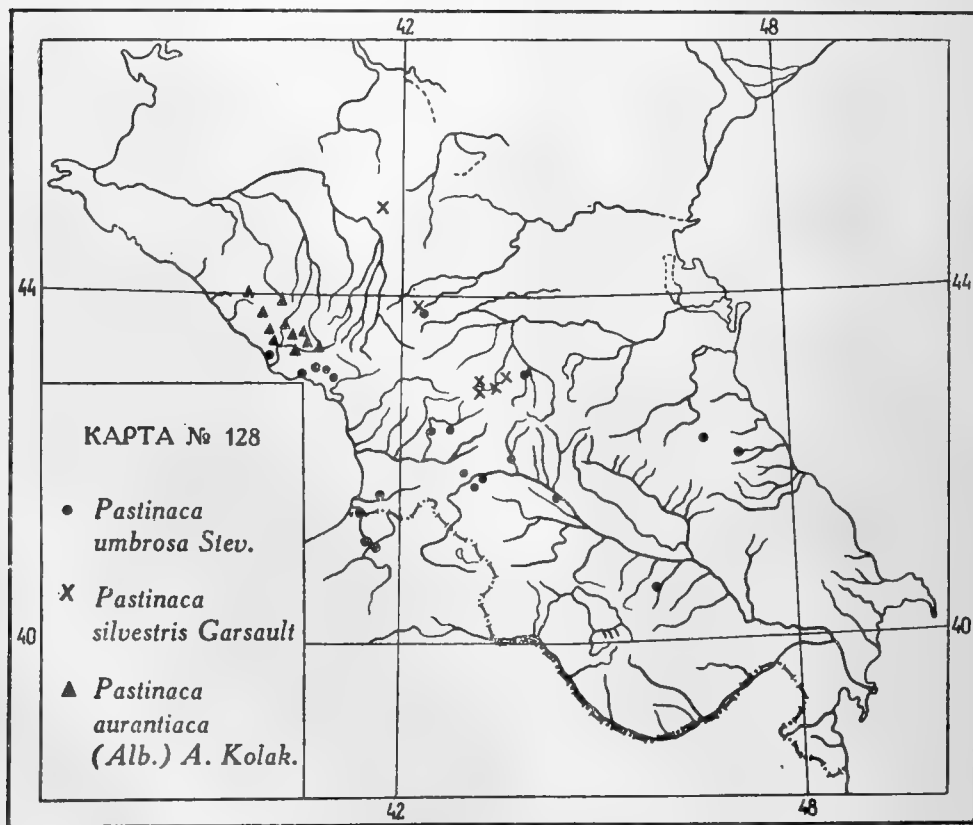 42 48
44 44
КАРТА № 128
Pastinaca
umbrosa Stev.
Pastinaca
silvestris Garsault
Pastinaca
aurantiaca
(Alb.) A. Kolak.
40 40
42 48